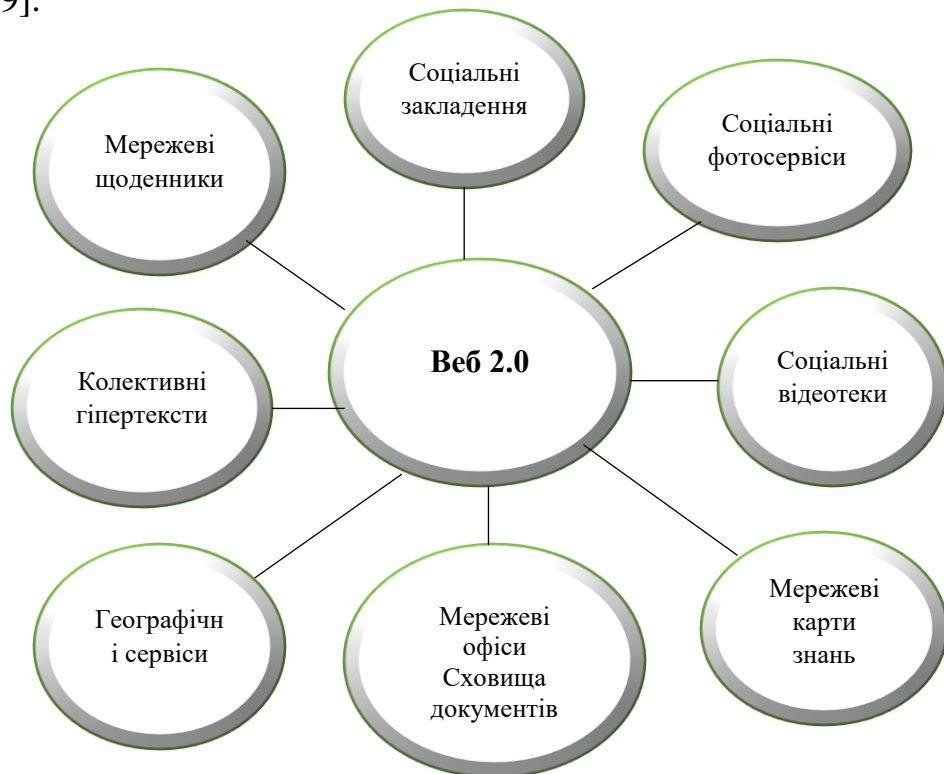 9].
Соціальні
закладення
Мережеві
щоденники
Соціальні
фотосервіси
Веб 2.0
Колективні
гіпертексти
Соціальні
відеотеки
Географічн
і сервіси
Мережеві
офіси
Сховища
документів
Мережеві
карти
знань